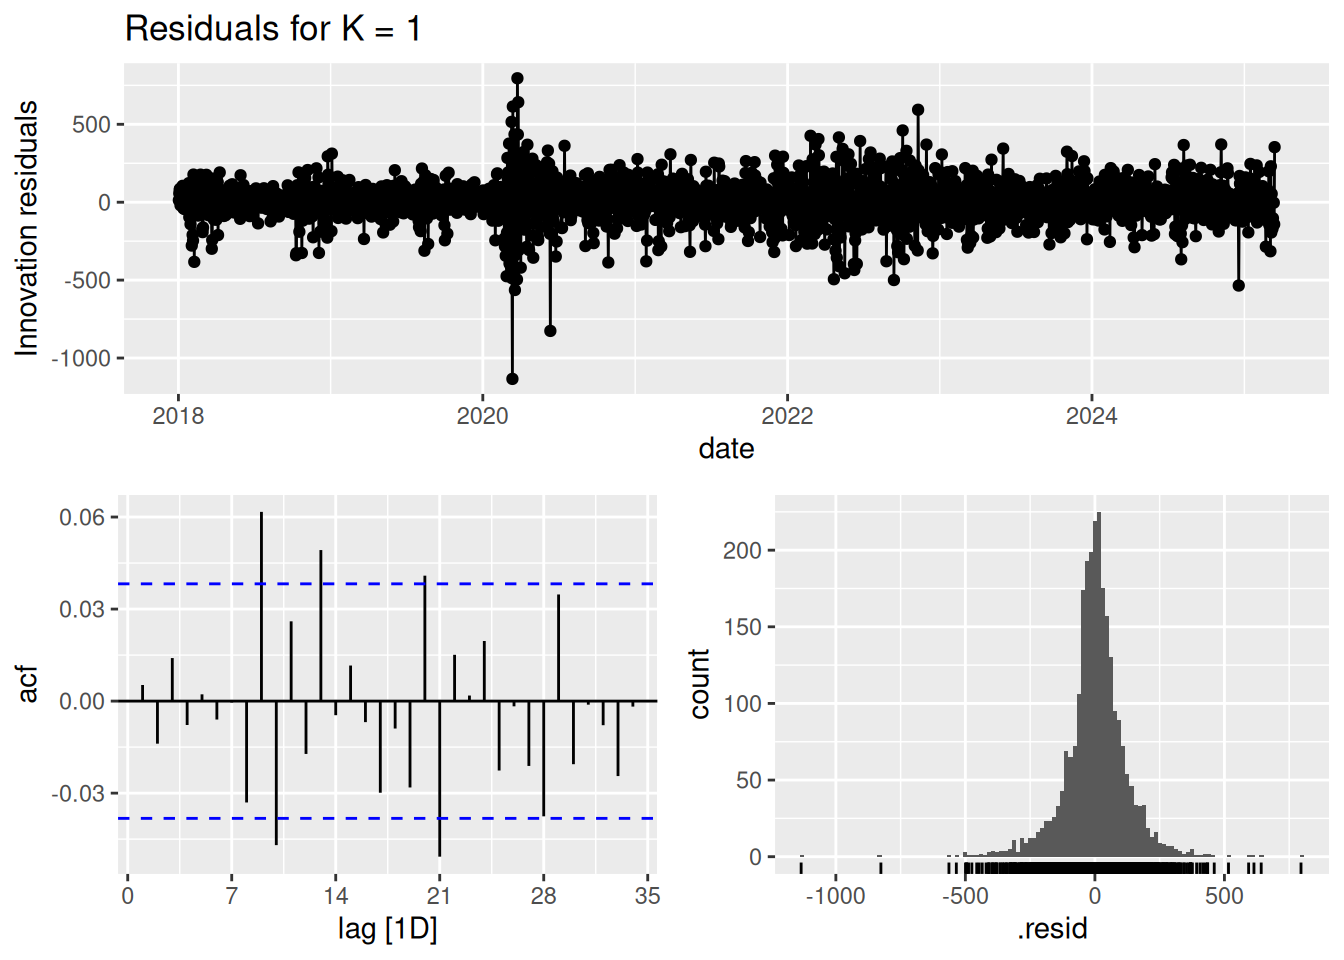 Residuals for K = 1
Innovation residuals
500
0
-500
-1000
2018 2020 2022 2024
date
acf
0.06
0.03
0.00
-0.03
0 7 14 21 28 35
lag [1D]
count
200
150
100
50
0
-1000 -500 0 500
.resid